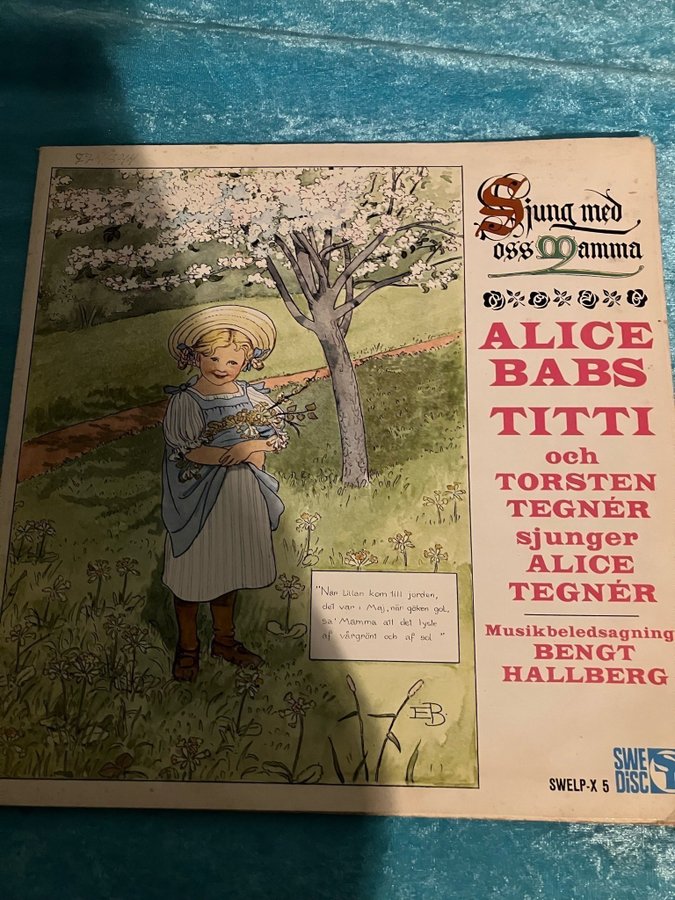 Sjung med
oss Mamma
ALICE
BABS
TITTI
och
TORSTEN
TEGNÉR
sjunger
ALICE
TEGNÉR
Musikbeledsagning
BENGT
HALLBERG
"När Lillan kom till jorden,
det var i Maj, när göken gol,
sa' Mamma att det lyste
af vårgrönt och af sol "
EB
SWELP-X 5
SWE
DISC